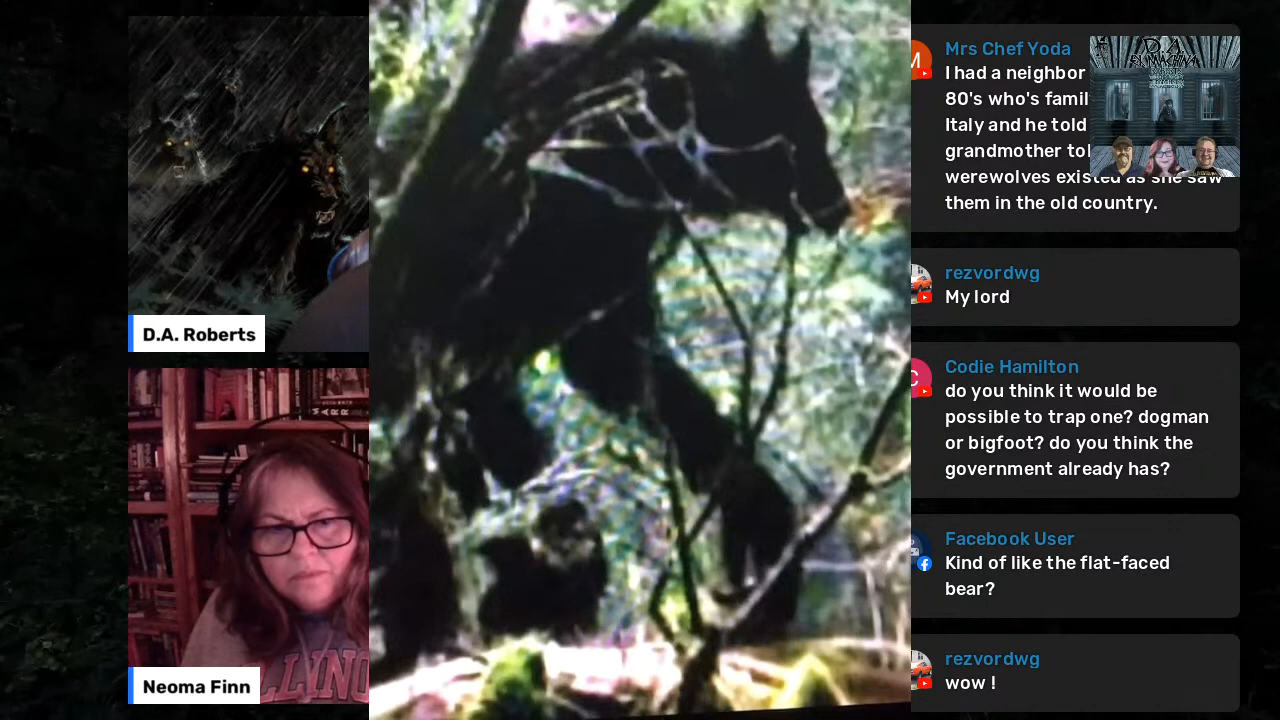 D.A. Roberts
Neoma Finn
LLYNO
Mrs Chef Yoda
I had a neighbor
80's who's famil
Italy and he told
grandmother tol
werewolves existed as she saw
them in the old country.
rezvordwg
My lord
Codie Hamilton
do you think it would be
possible to trap one? dogman
or bigfoot? do you think the
government already has?
Facebook User
Kind of like the flat-faced
bear?
rezvordwg
wow !